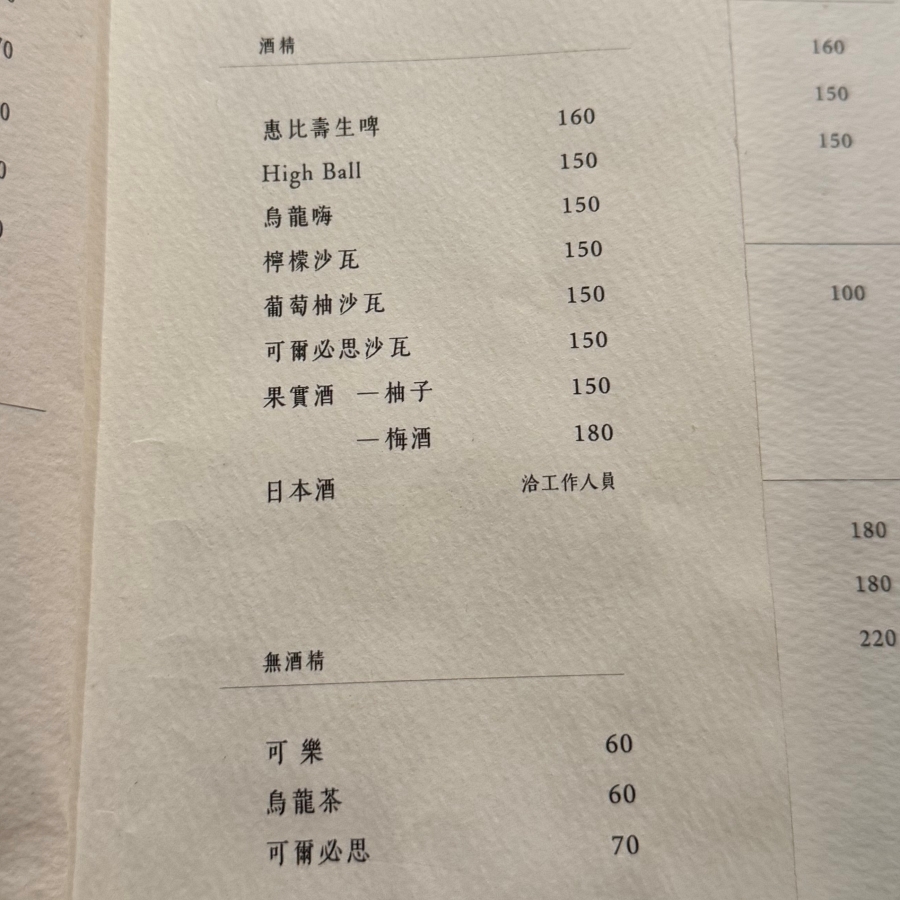 酒精
惠比壽生啤 160
High Ball 150
烏龍嗨 150
檸檬沙瓦 150
葡萄柚沙瓦 150
可爾必思沙瓦 150
果實酒 —柚子 150
—梅酒 180
日本酒 洽工作人員
無酒精
可樂 60
烏龍茶 60
可爾必思 70
160
150
150
100
180
180
220